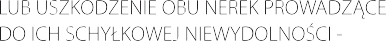 LUB USZKODZENIE OBU NEREK PROWADZĄCE
DO ICH SCHYŁKOWEJ NIEWYDOLNOŚCI -